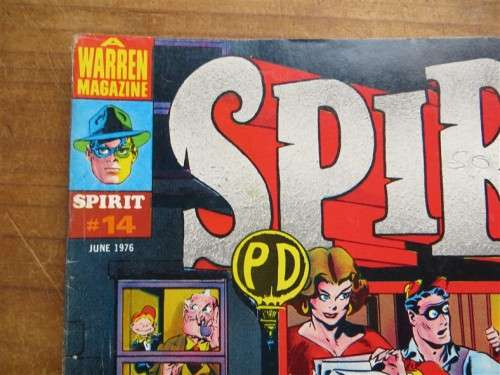 A
WARREN
MAGAZINE
SPIRIT
#14
JUNE 1976
SPIR
PD